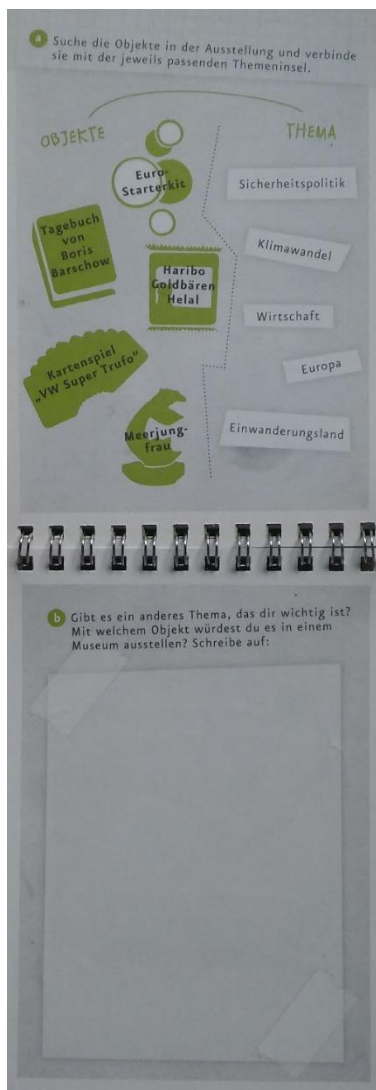 a Suche die Objekte in der Ausstellung und verbinde
sie mit der jeweils passenden Themeninsel.
OBJEKTE
THEMA
Euro-
Starterkit
Tagebuch
von
Boris
Barschow
Haribo
Goldbären
Helal
Kartenspiel
„VW Super Trufo“
Meerjung-
frau
Sicherheitspolitik
Klimawandel
Wirtschaft
Europa
Einwanderungsland
b Gibt es ein anderes Thema, das dir wichtig ist?
Mit welchem Objekt würdest du es in einem
Museum ausstellen? Schreibe auf: